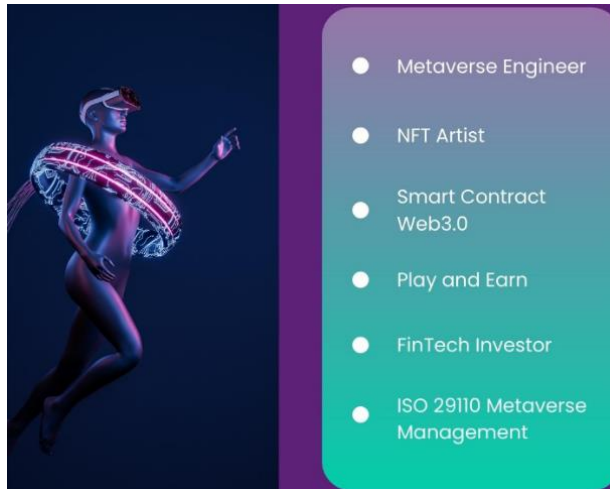 Metaverse Engineer
NFT Artist
Smart Contract
Web3.0
Play and Earn
FinTech Investor
ISO 29110 Metaverse
Management